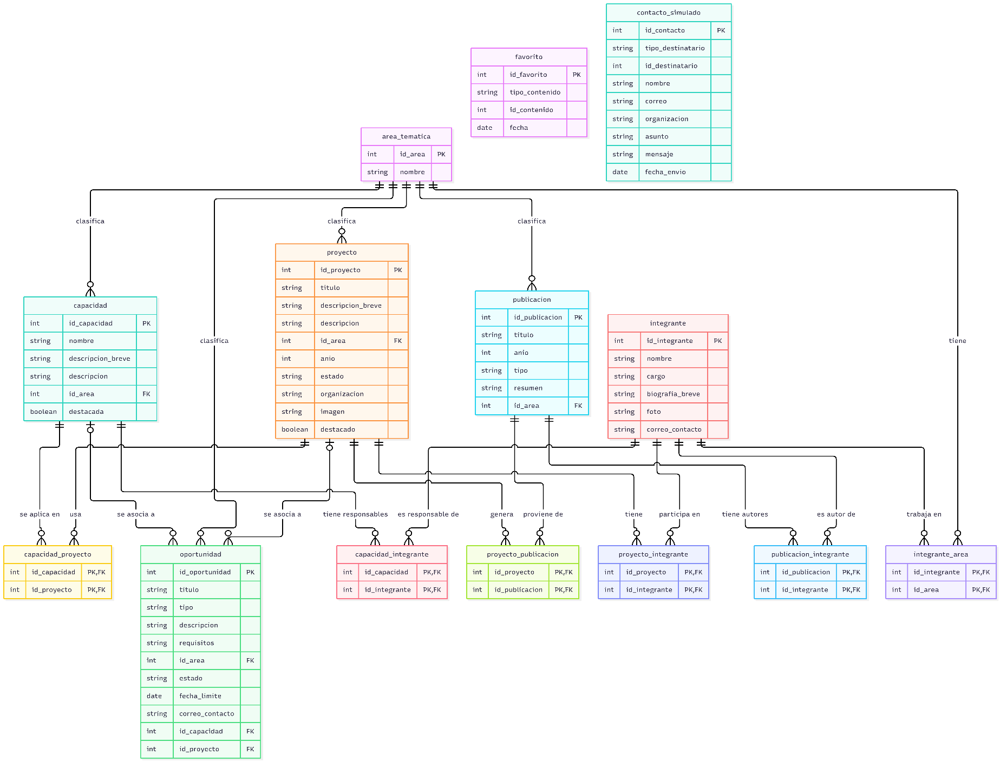 contacto_simulado
int id_contacto PK
string tipo_destinatario
int id_destinatario
string nombre
string correo
string organizacion
string asunto
string mensaje
date fecha_envio
favorito
int id_favorito PK
string tipo_contenido
int id_contenido
date fecha
area_tematica
int id_area PK
string nombre
clasifica
clasifica
clasifica
clasifica
tiene
proyecto
int id_proyecto PK
string titulo
string descripcion_breve
string descripcion
int id_area FK
int anio
string estado
string organizacion
string imagen
boolean destacado
capacidad
int id_capacidad PK
string nombre
string descripcion_breve
string descripcion
int id_area FK
boolean destacada
publicacion
int id_publicacion PK
string titulo
int anio
string tipo
string resumen
int id_area FK
integrante
int id_integrante PK
string nombre
string cargo
string biografia_breve
string foto
string correo_contacto
se aplica en
usa
se asocia a
se asocia a
tiene responsables
es responsable de
genera
proviene de
tiene
participa en
tiene autores
es autor de
trabaja en
capacidad_proyecto
int id_capacidad PK,FK
int id_proyecto PK,FK
oportunidad
int id_oportunidad PK
string titulo
string tipo
string descripcion
string requisitos
int id_area FK
string estado
date fecha_limite
string correo_contacto
int id_capacidad FK
int id_proyecto FK
capacidad_integrante
int id_capacidad PK,FK
int id_integrante PK,FK
proyecto_publicacion
int id_proyecto PK,FK
int id_publicacion PK,FK
proyecto_integrante
int id_proyecto PK,FK
int id_integrante PK,FK
publicacion_integrante
int id_publicacion PK,FK
int id_integrante PK,FK
integrante_area
int id_integrante PK,FK
int id_area PK,FK